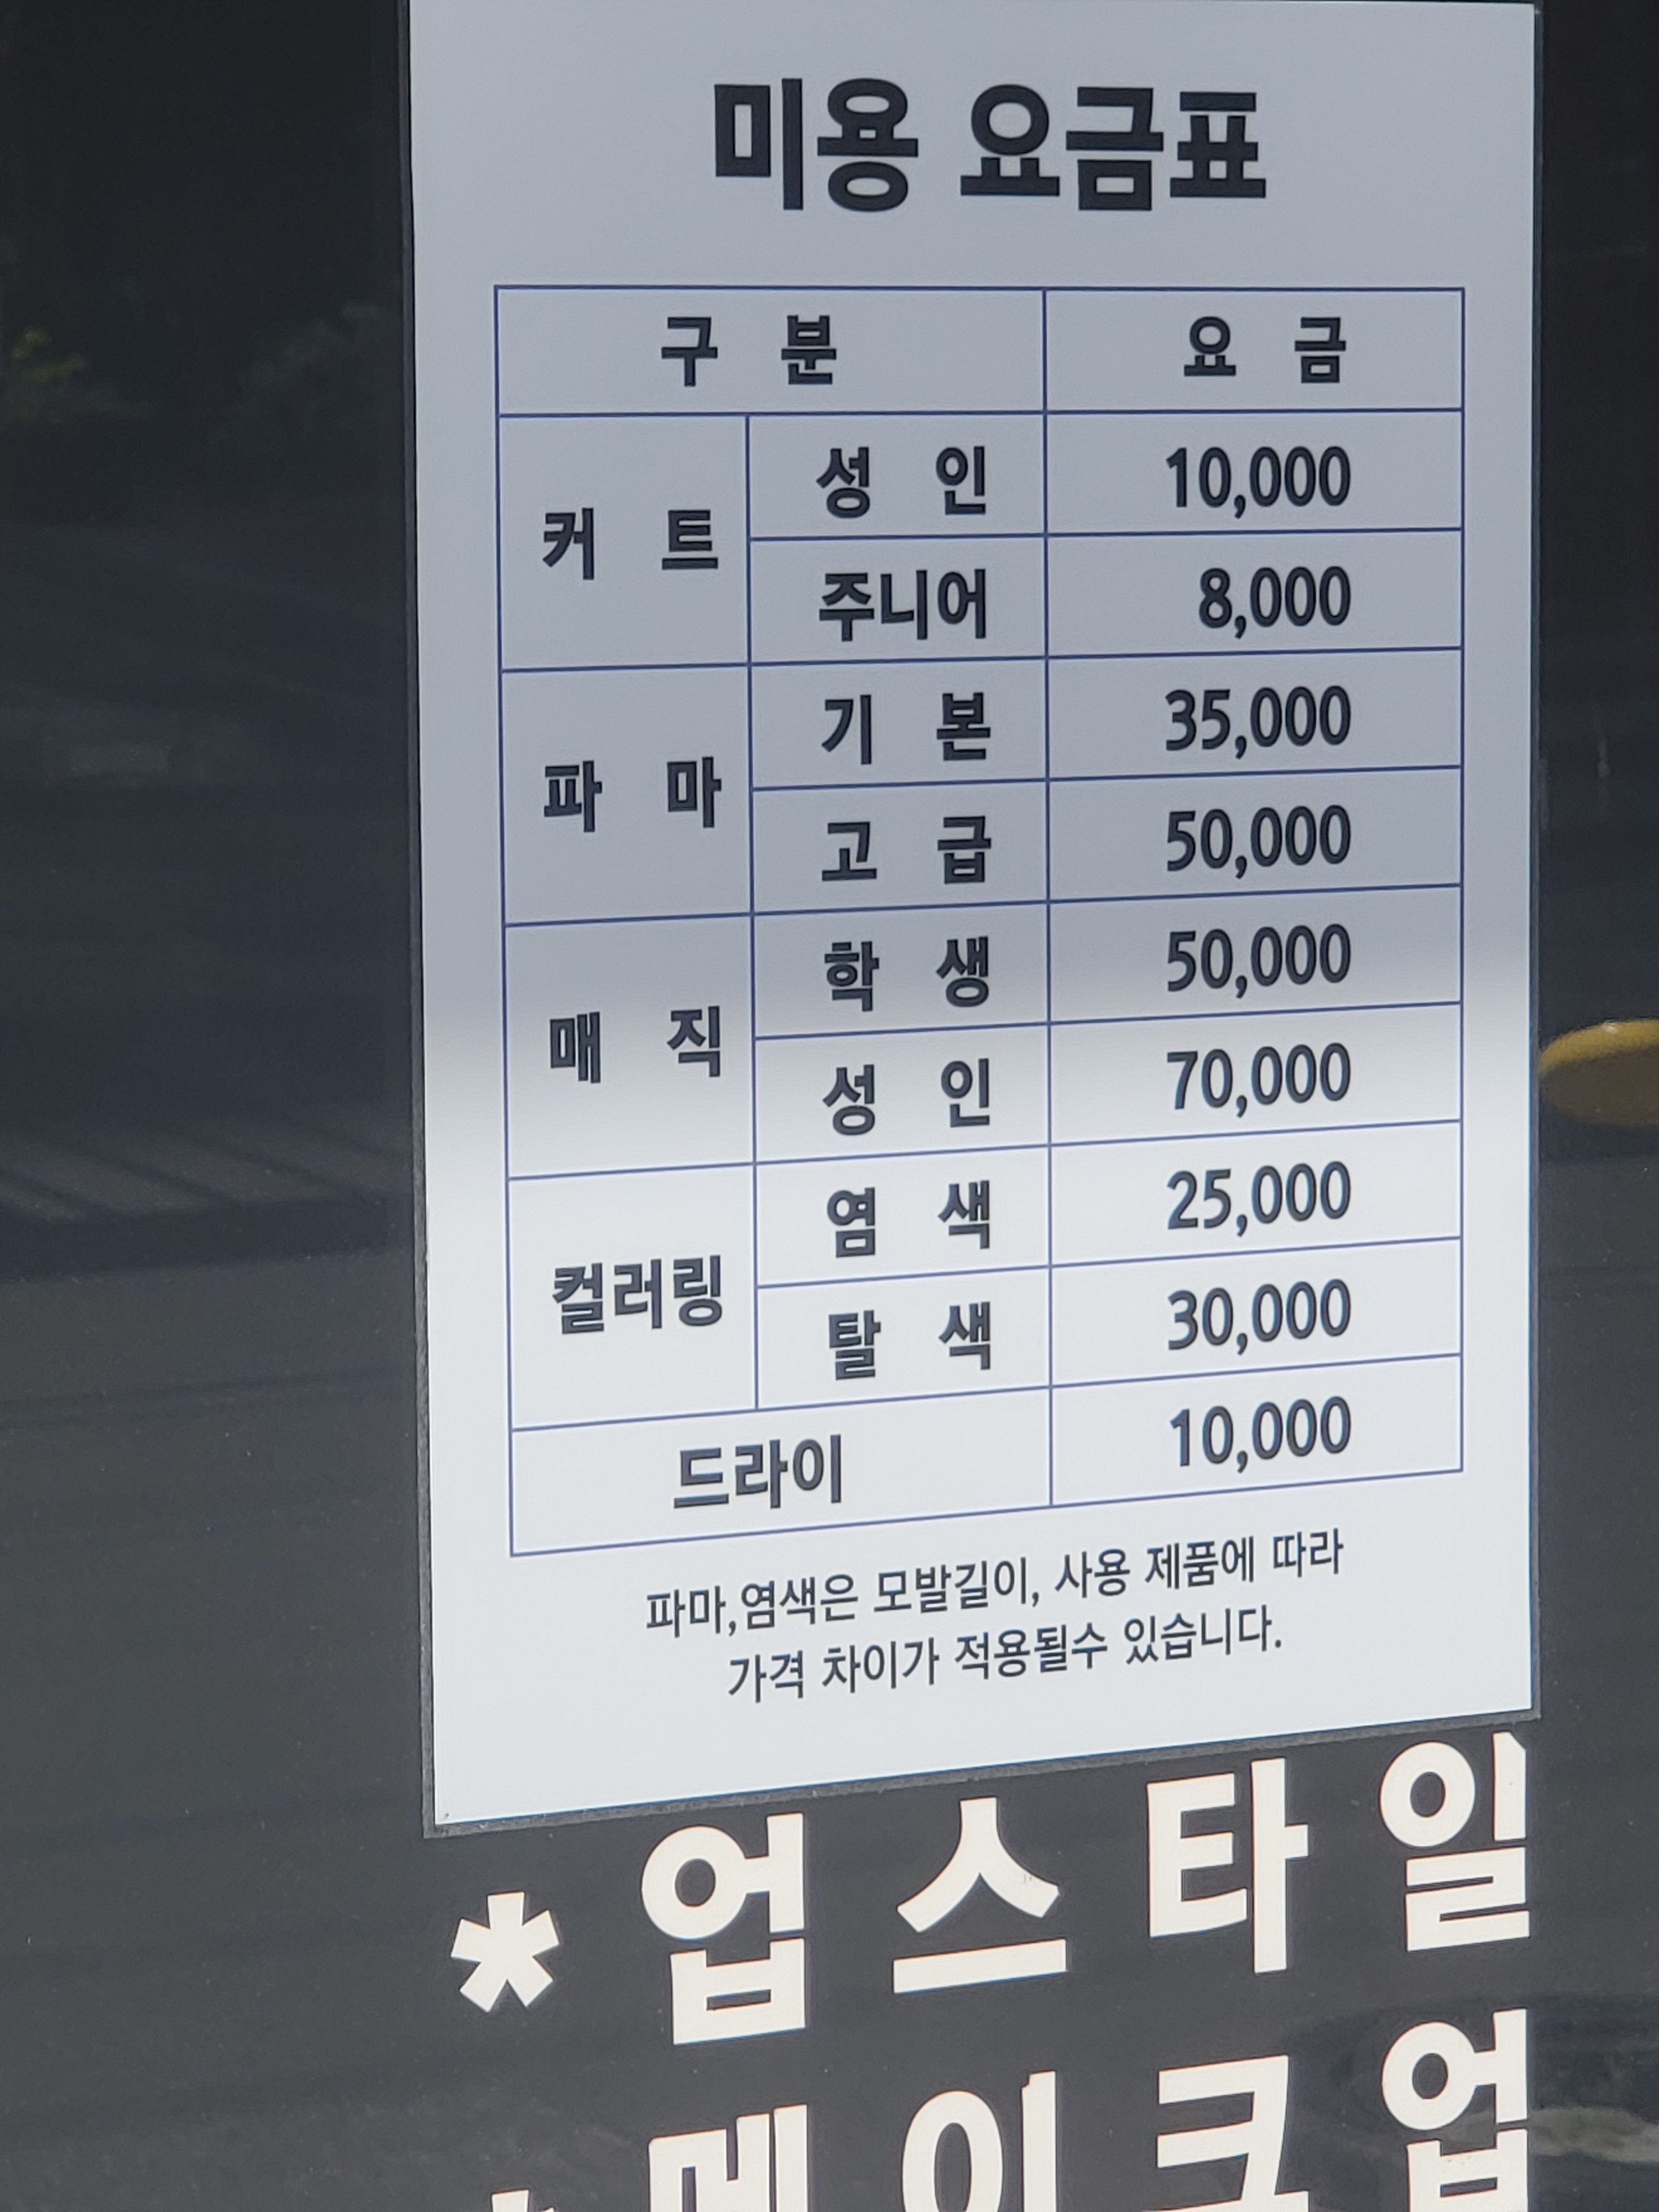 미용 요금표
구 분 요 금
커 트 성 인 10,000
주니어 8,000
파 마 기 본 35,000
고 급 50,000
매 직 학 생 50,000
성 인 70,000
컬러링 염 색 25,000
탈 색 30,000
드라이 10,000
파마,염색은 모발길이, 사용 제품에 따라
가격 차이가 적용될수 있습니다.
* 업스타일
* 메이크업